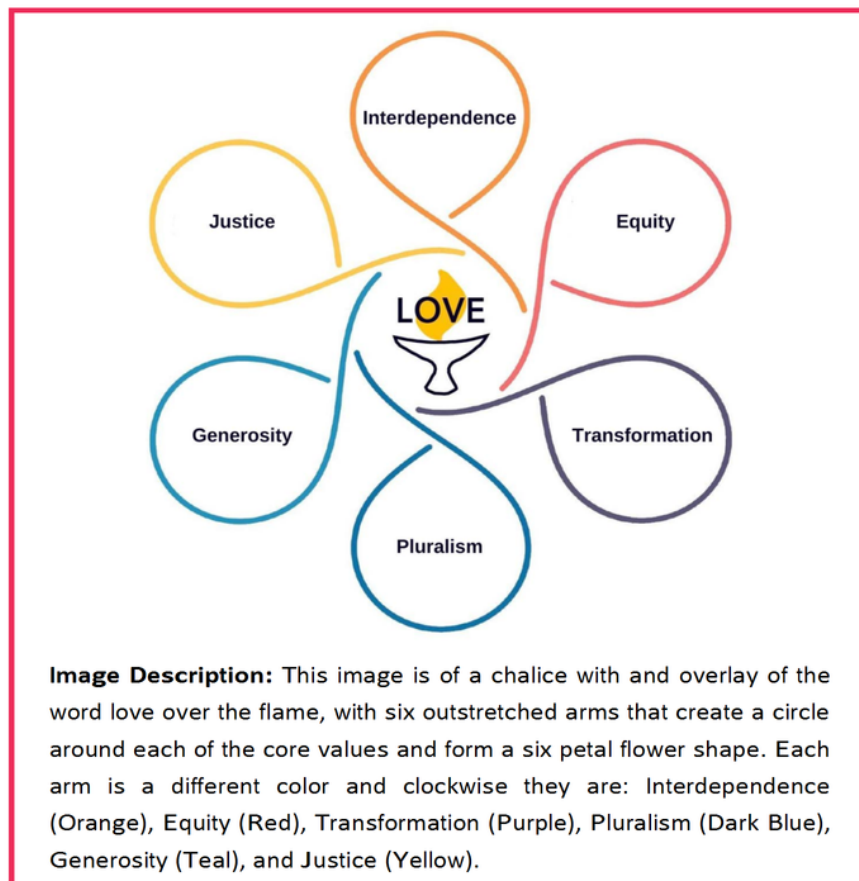 Interdependence
Justice
Equity
LOVE
Generosity
Transformation
Pluralism
Image Description: This image is of a chalice with and overlay of the
word love over the flame, with six outstretched arms that create a circle
around each of the core values and form a six petal flower shape. Each
arm is a different color and clockwise they are: Interdependence
(Orange), Equity (Red), Transformation (Purple), Pluralism (Dark Blue),
Generosity (Teal), and Justice (Yellow).